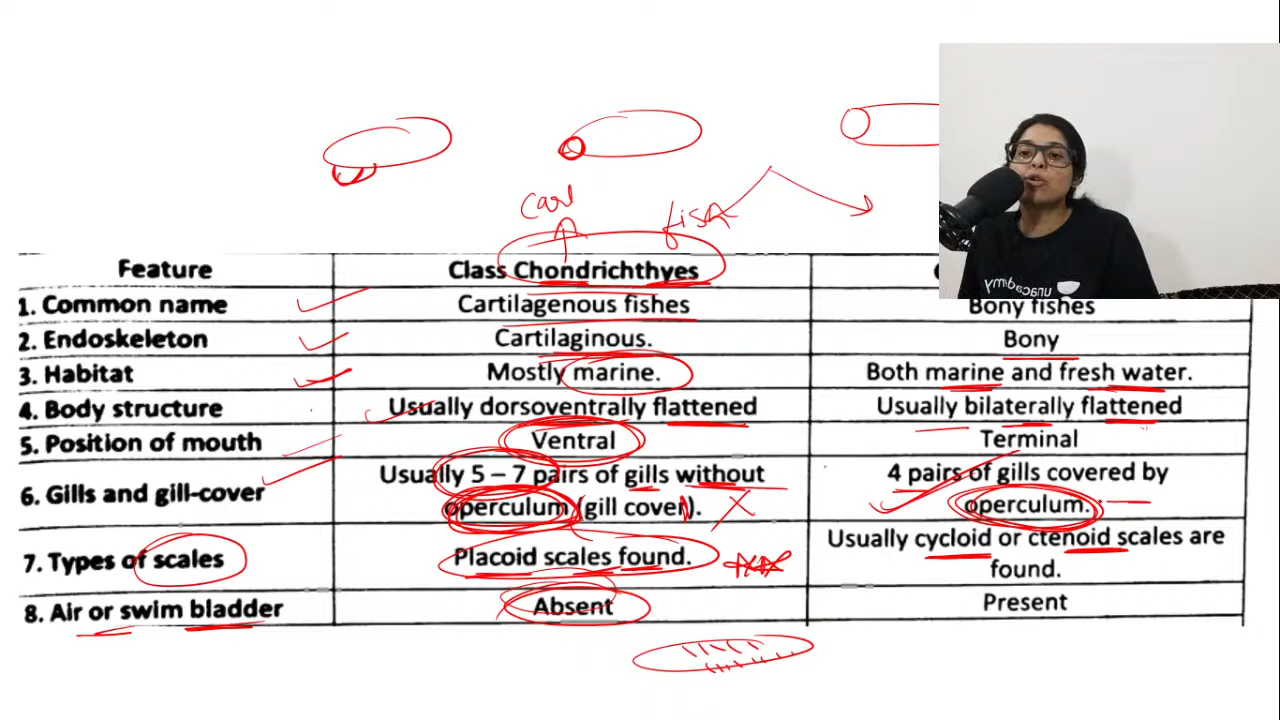 unacademy
carl
fish
Feature Class Chondrichthyes
1. Common name Cartilagenous fishes Bony fishes
2. Endoskeleton Cartilaginous. Bony
3. Habitat Mostly marine. Both marine and fresh water.
4. Body structure Usually dorsoventrally flattened Usually bilaterally flattened
5. Position of mouth Ventral Terminal
6. Gills and gill-cover Usually 5 – 7 pairs of gills without operculum (gill cover). 4 pairs of gills covered by operculum.
7. Types of scales Placoid scales found. Usually cycloid or ctenoid scales are found.
8. Air or swim bladder Absent Present